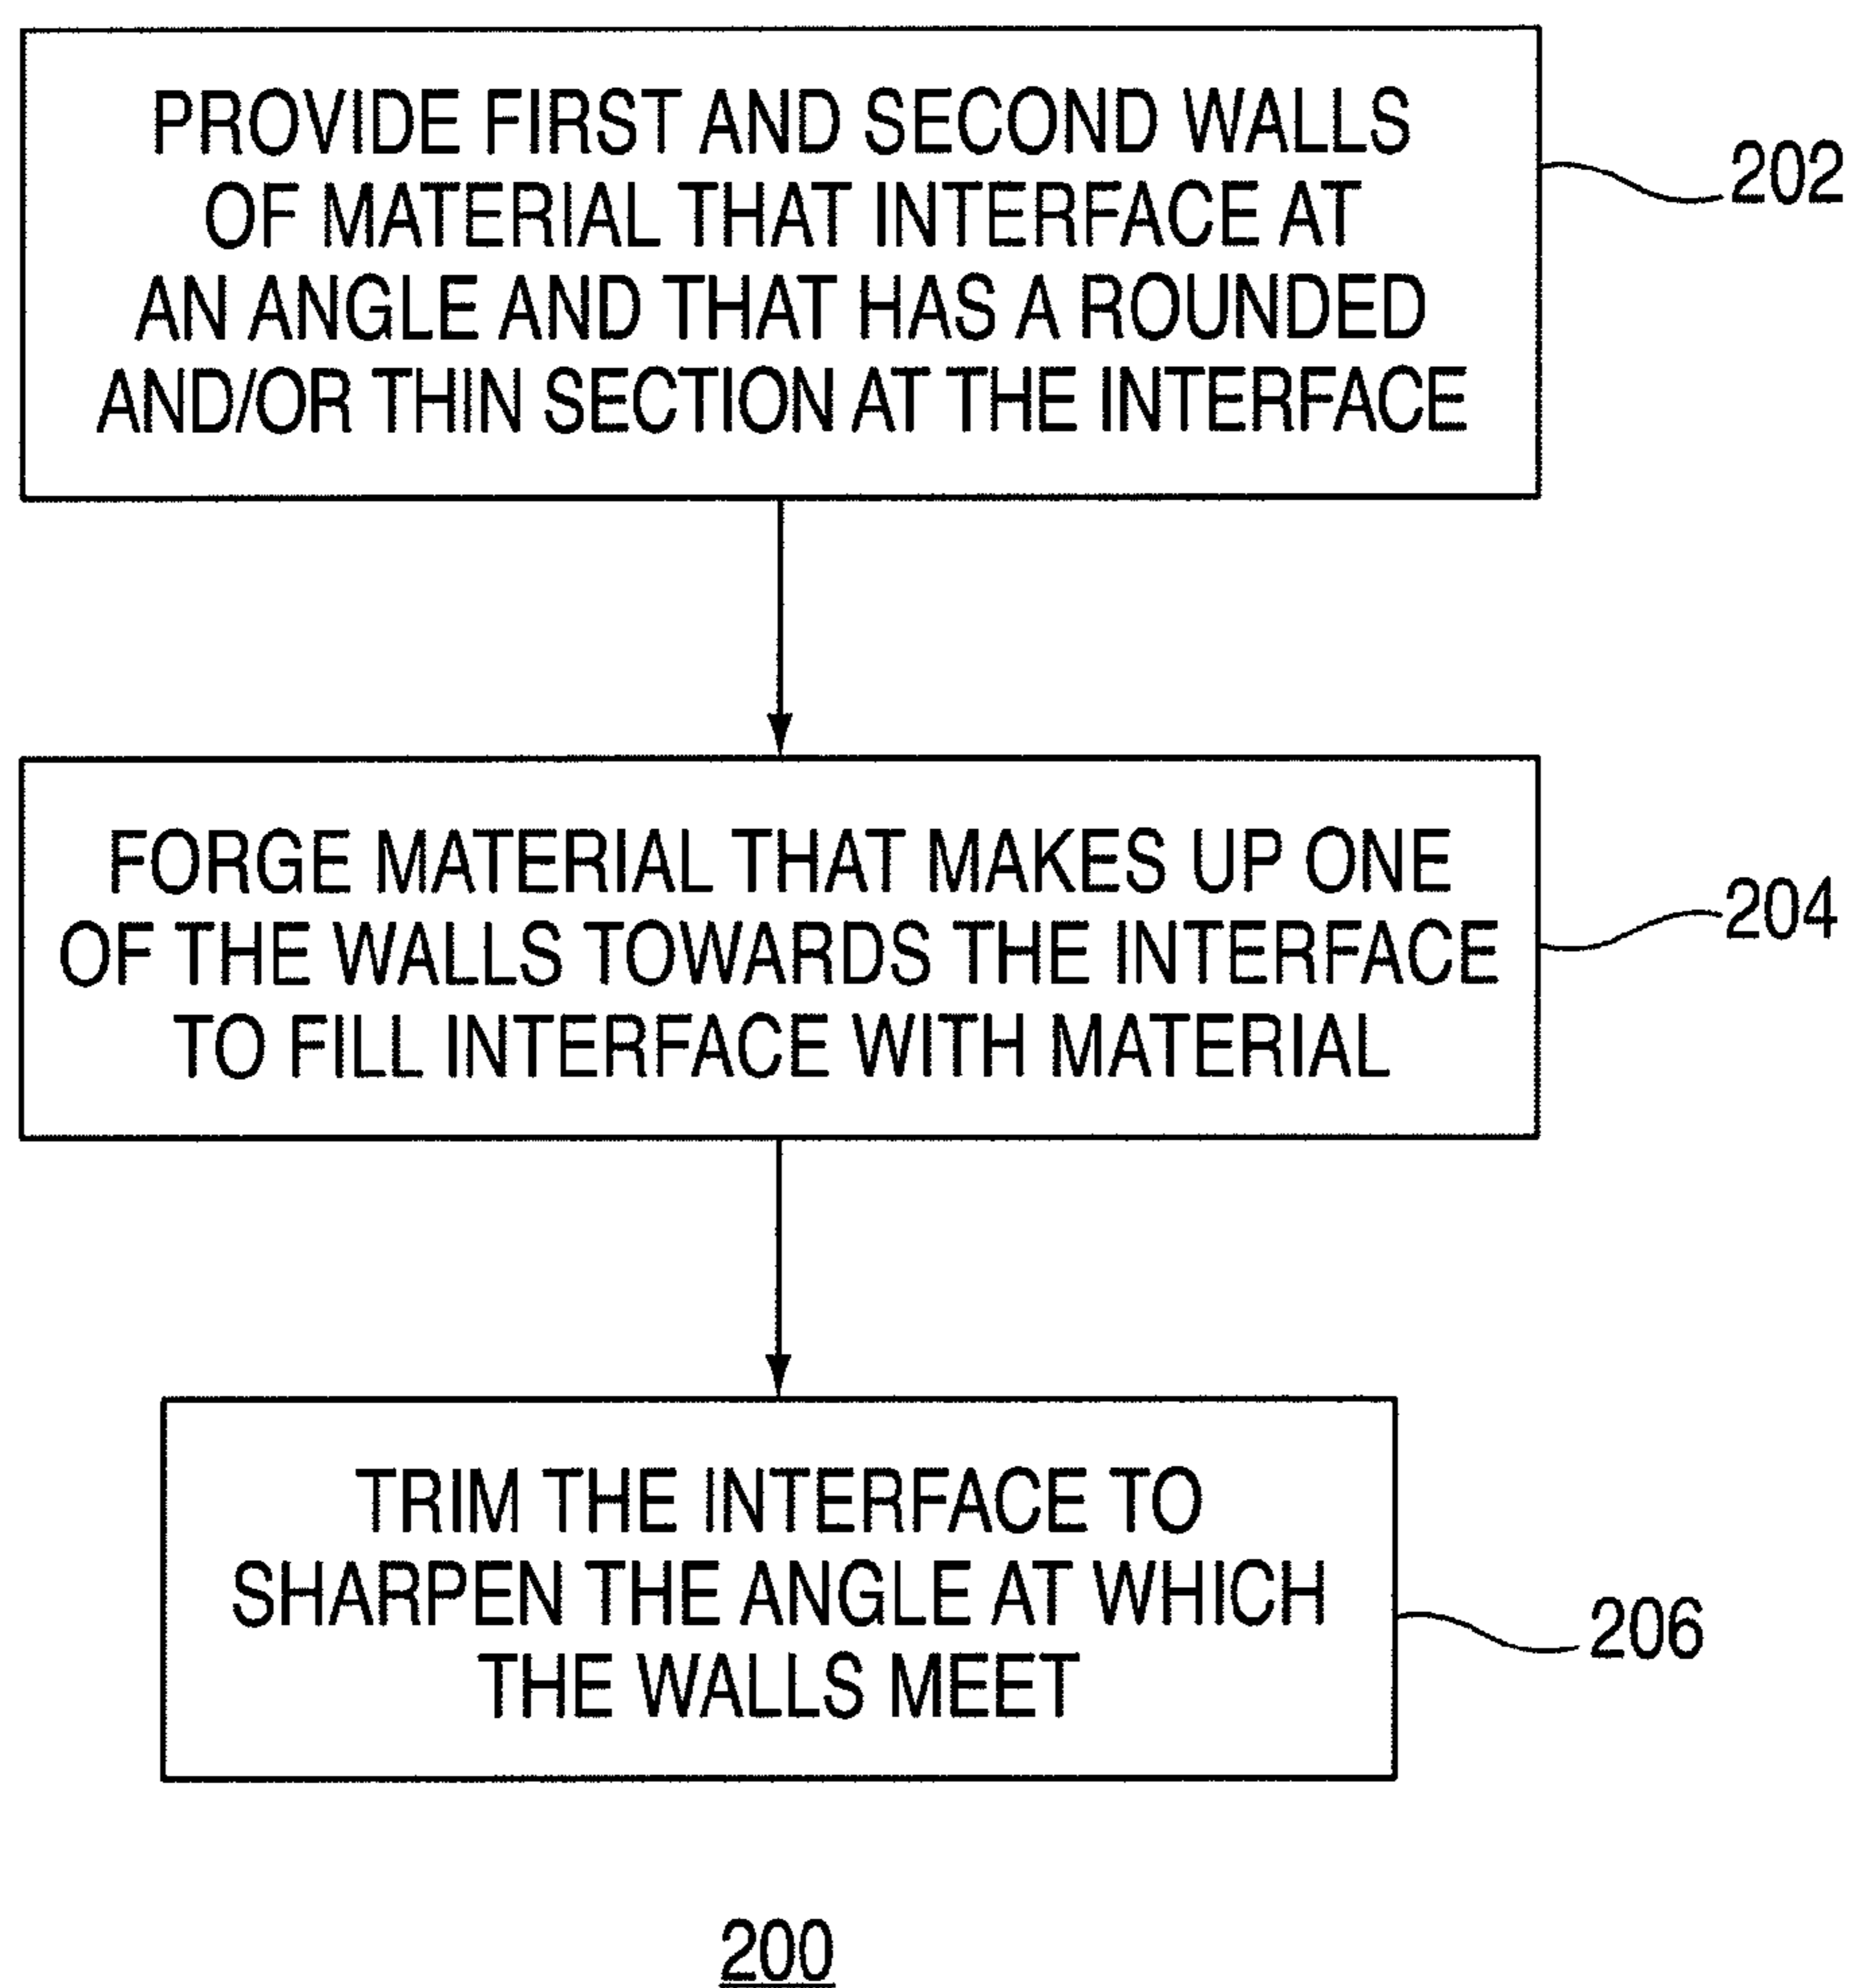 PROVIDE FIRST AND SECOND WALLS
OF MATERIAL THAT INTERFACE AT
AN ANGLE AND THAT HAS A ROUNDED
AND/OR THIN SECTION AT THE INTERFACE
202
FORGE MATERIAL THAT MAKES UP ONE
OF THE WALLS TOWARDS THE INTERFACE
TO FILL INTERFACE WITH MATERIAL
204
TRIM THE INTERFACE TO
SHARPEN THE ANGLE AT WHICH
THE WALLS MEET
206
200